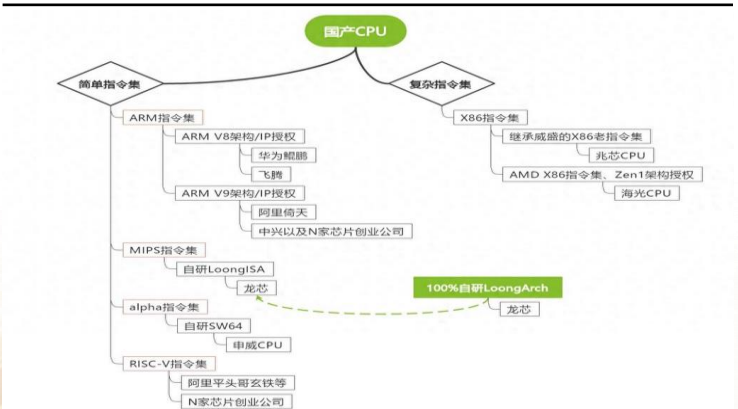 国产CPU
简单指令集
复杂指令集
ARM指令集
ARM V8架构/IP授权
华为鲲鹏
飞腾
ARM V9架构/IP授权
阿里倚天
中兴以及N家芯片创业公司
MIPS指令集
自研LoongISA
龙芯
alpha指令集
自研SW64
申威CPU
RISC-V指令集
阿里平头哥玄铁等
N家芯片创业公司
X86指令集
继承威盛的X86老指令集
兆芯CPU
AMD X86指令集、Zen1架构授权
海光CPU
100%自研LoongArch
龙芯